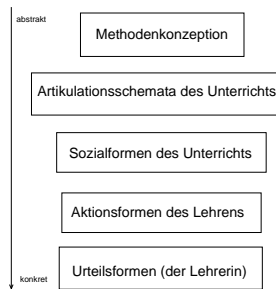 abstrakt
Methodenkonzeption
Artikulationsschemata des Unterrichts
Sozialformen des Unterrichts
Aktionsformen des Lehrens
Urteilsformen (der Lehrerin)
konkret